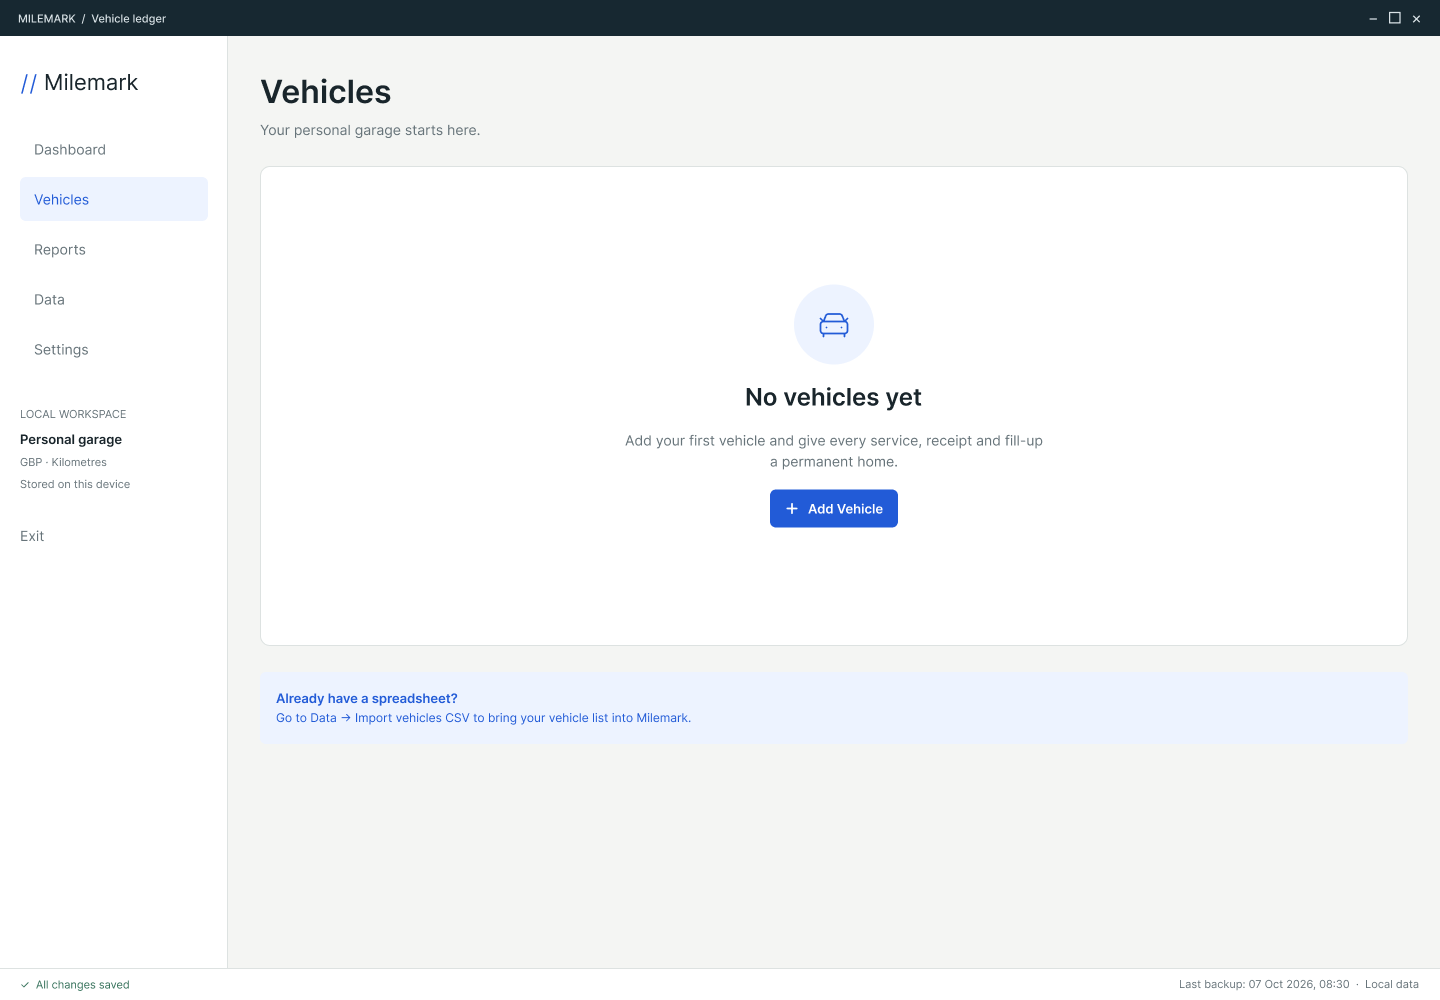 MILEMARK / Vehicle ledger
// Milemark
Dashboard
Vehicles
Reports
Data
Settings
LOCAL WORKSPACE
Personal garage
GBP · Kilometres
Stored on this device
Exit
Vehicles
Your personal garage starts here.
No vehicles yet
Add your first vehicle and give every service, receipt and fill-up
a permanent home.
+ Add Vehicle
Already have a spreadsheet?
Go to Data → Import vehicles CSV to bring your vehicle list into Milemark.
✓ All changes saved
Last backup: 07 Oct 2026, 08:30 · Local data